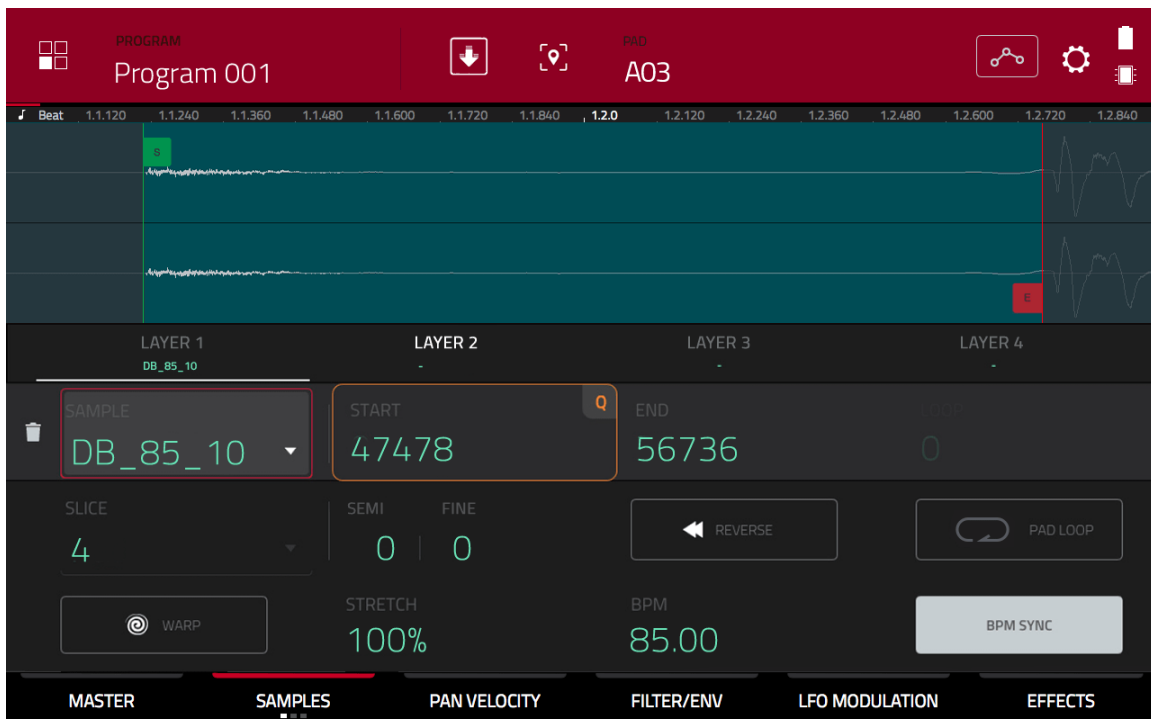 PROGRAM PAD
Program 001 A03
Beat 1.1.120 1.1.240 1.1.360 1.1.480 1.1.600 1.1.720 1.1.840 1.2.0 1.2.120 1.2.240 1.2.360 1.2.480 1.2.600 1.2.720 1.2.840
S
E
LAYER 1 LAYER 2 LAYER 3 LAYER 4
DB_85_10 - - -
SAMPLE START Q END LOOP
DB_85_10 47478 56736 0
SLICE SEMI FINE
4 0 0 REVERSE PAD LOOP
STRETCH BPM
WARP 100% 85.00 BPM SYNC
MASTER SAMPLES PAN VELOCITY FILTER/ENV LFO MODULATION EFFECTS